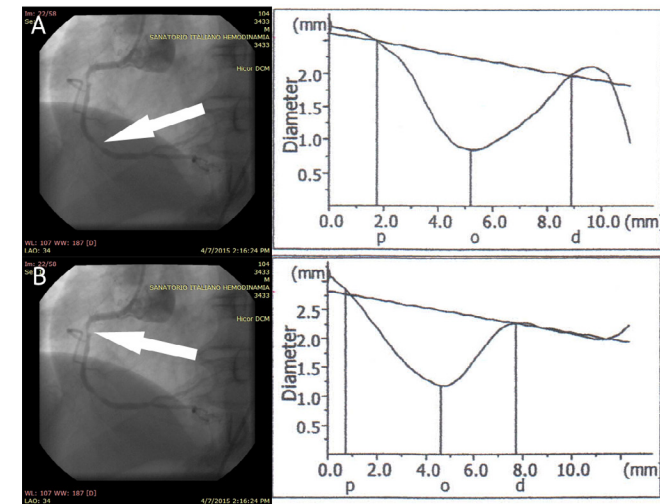 Im: 22/58
Se:
A
104
3433
M
SANATORIO ITALIANO HEMODINAMIA
3433
Hicor DCM
WL: 107 WW: 187 [D]
LAO: 34
4/7/2015 2:16:24 PM
(mm)
2.0
1.5
1.0
0.5
Diameter
0.0 2.0 4.0 6.0 8.0 10.0 (mm)
p o d
Im: 22/58
Se:
B
104
3433
M
SANATORIO ITALIANO HEMODINAMIA
3433
Hicor DCM
WL: 107 WW: 187 [D]
LAO: 34
4/7/2015 2:16:24 PM
(mm)
2.5
2.0
1.5
1.0
0.5
Diameter
0.0 2.0 4.0 6.0 8.0 10.0 (mm)
p o d